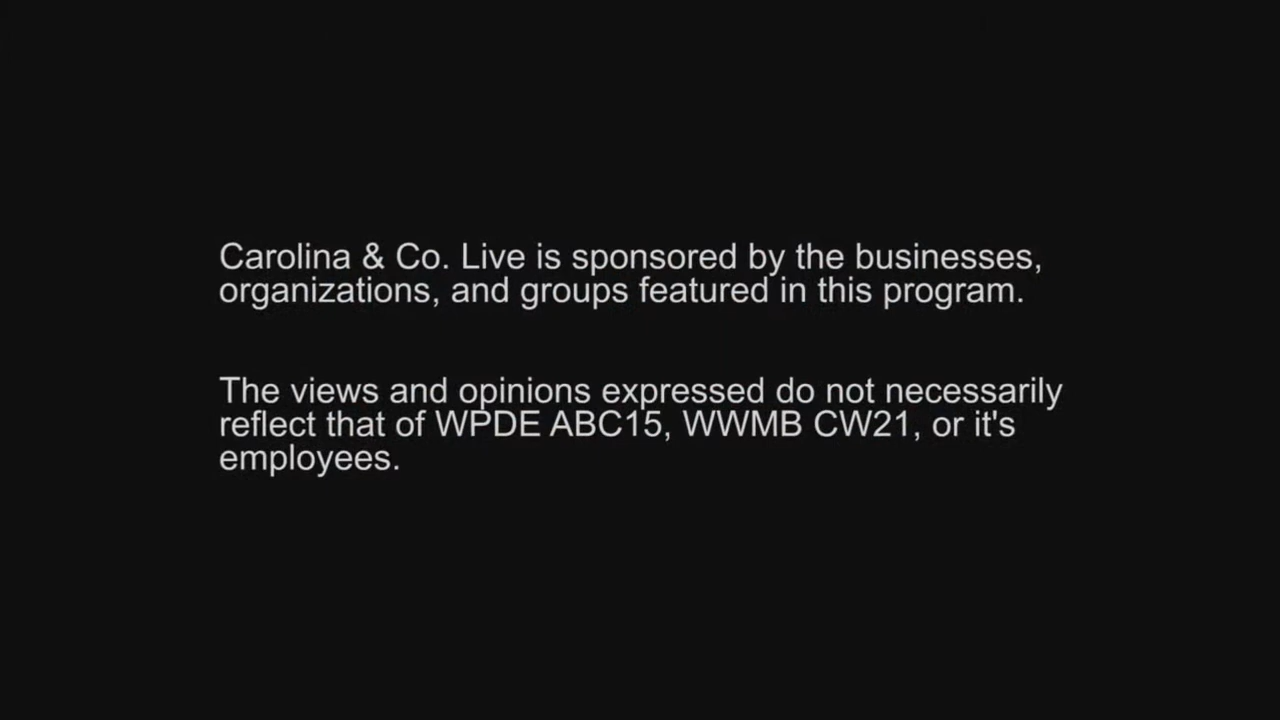 Carolina & Co. Live is sponsored by the businesses,
organizations, and groups featured in this program.
The views and opinions expressed do not necessarily
reflect that of WPDE ABC15, WWMB CW21, or it's
employees.